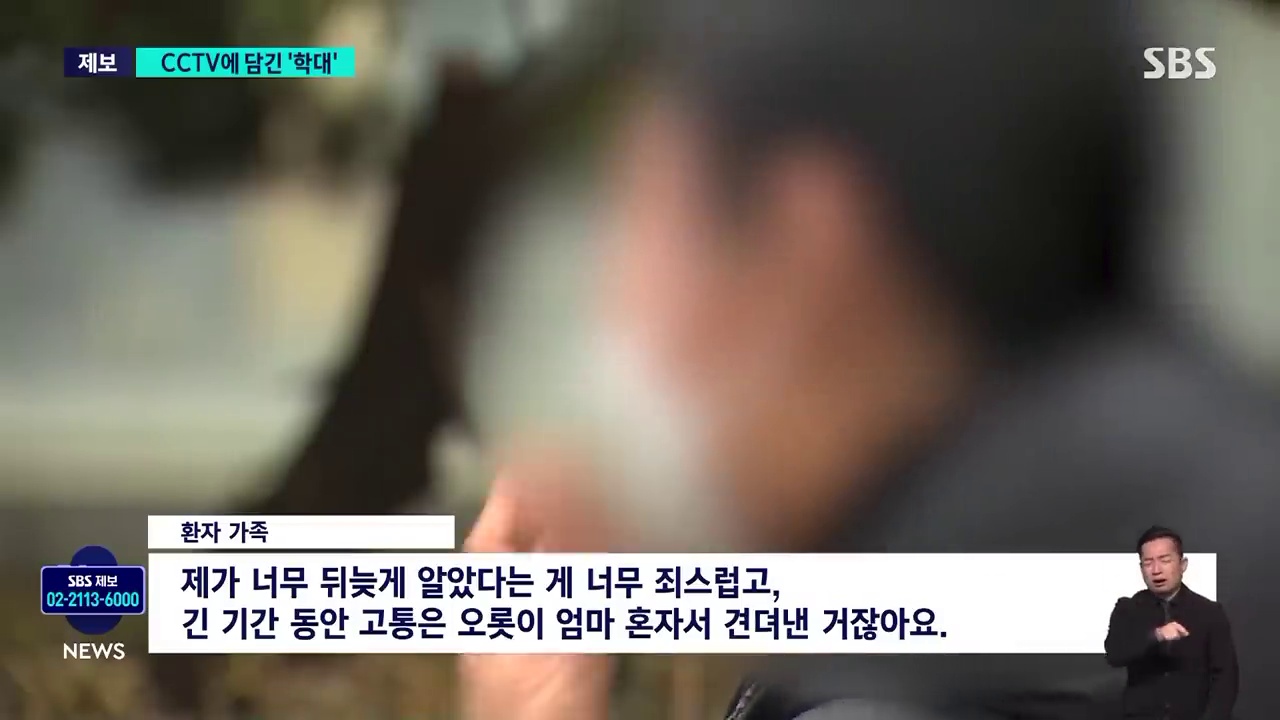 제보 CCTV에 담긴 '학대'
SBS
환자 가족
제가 너무 뒤늦게 알았다는 게 너무 죄스럽고,
긴 기간 동안 고통은 오롯이 엄마 혼자서 견뎌낸 거잖아요.
SBS 제보
02-2113-6000
NEWS